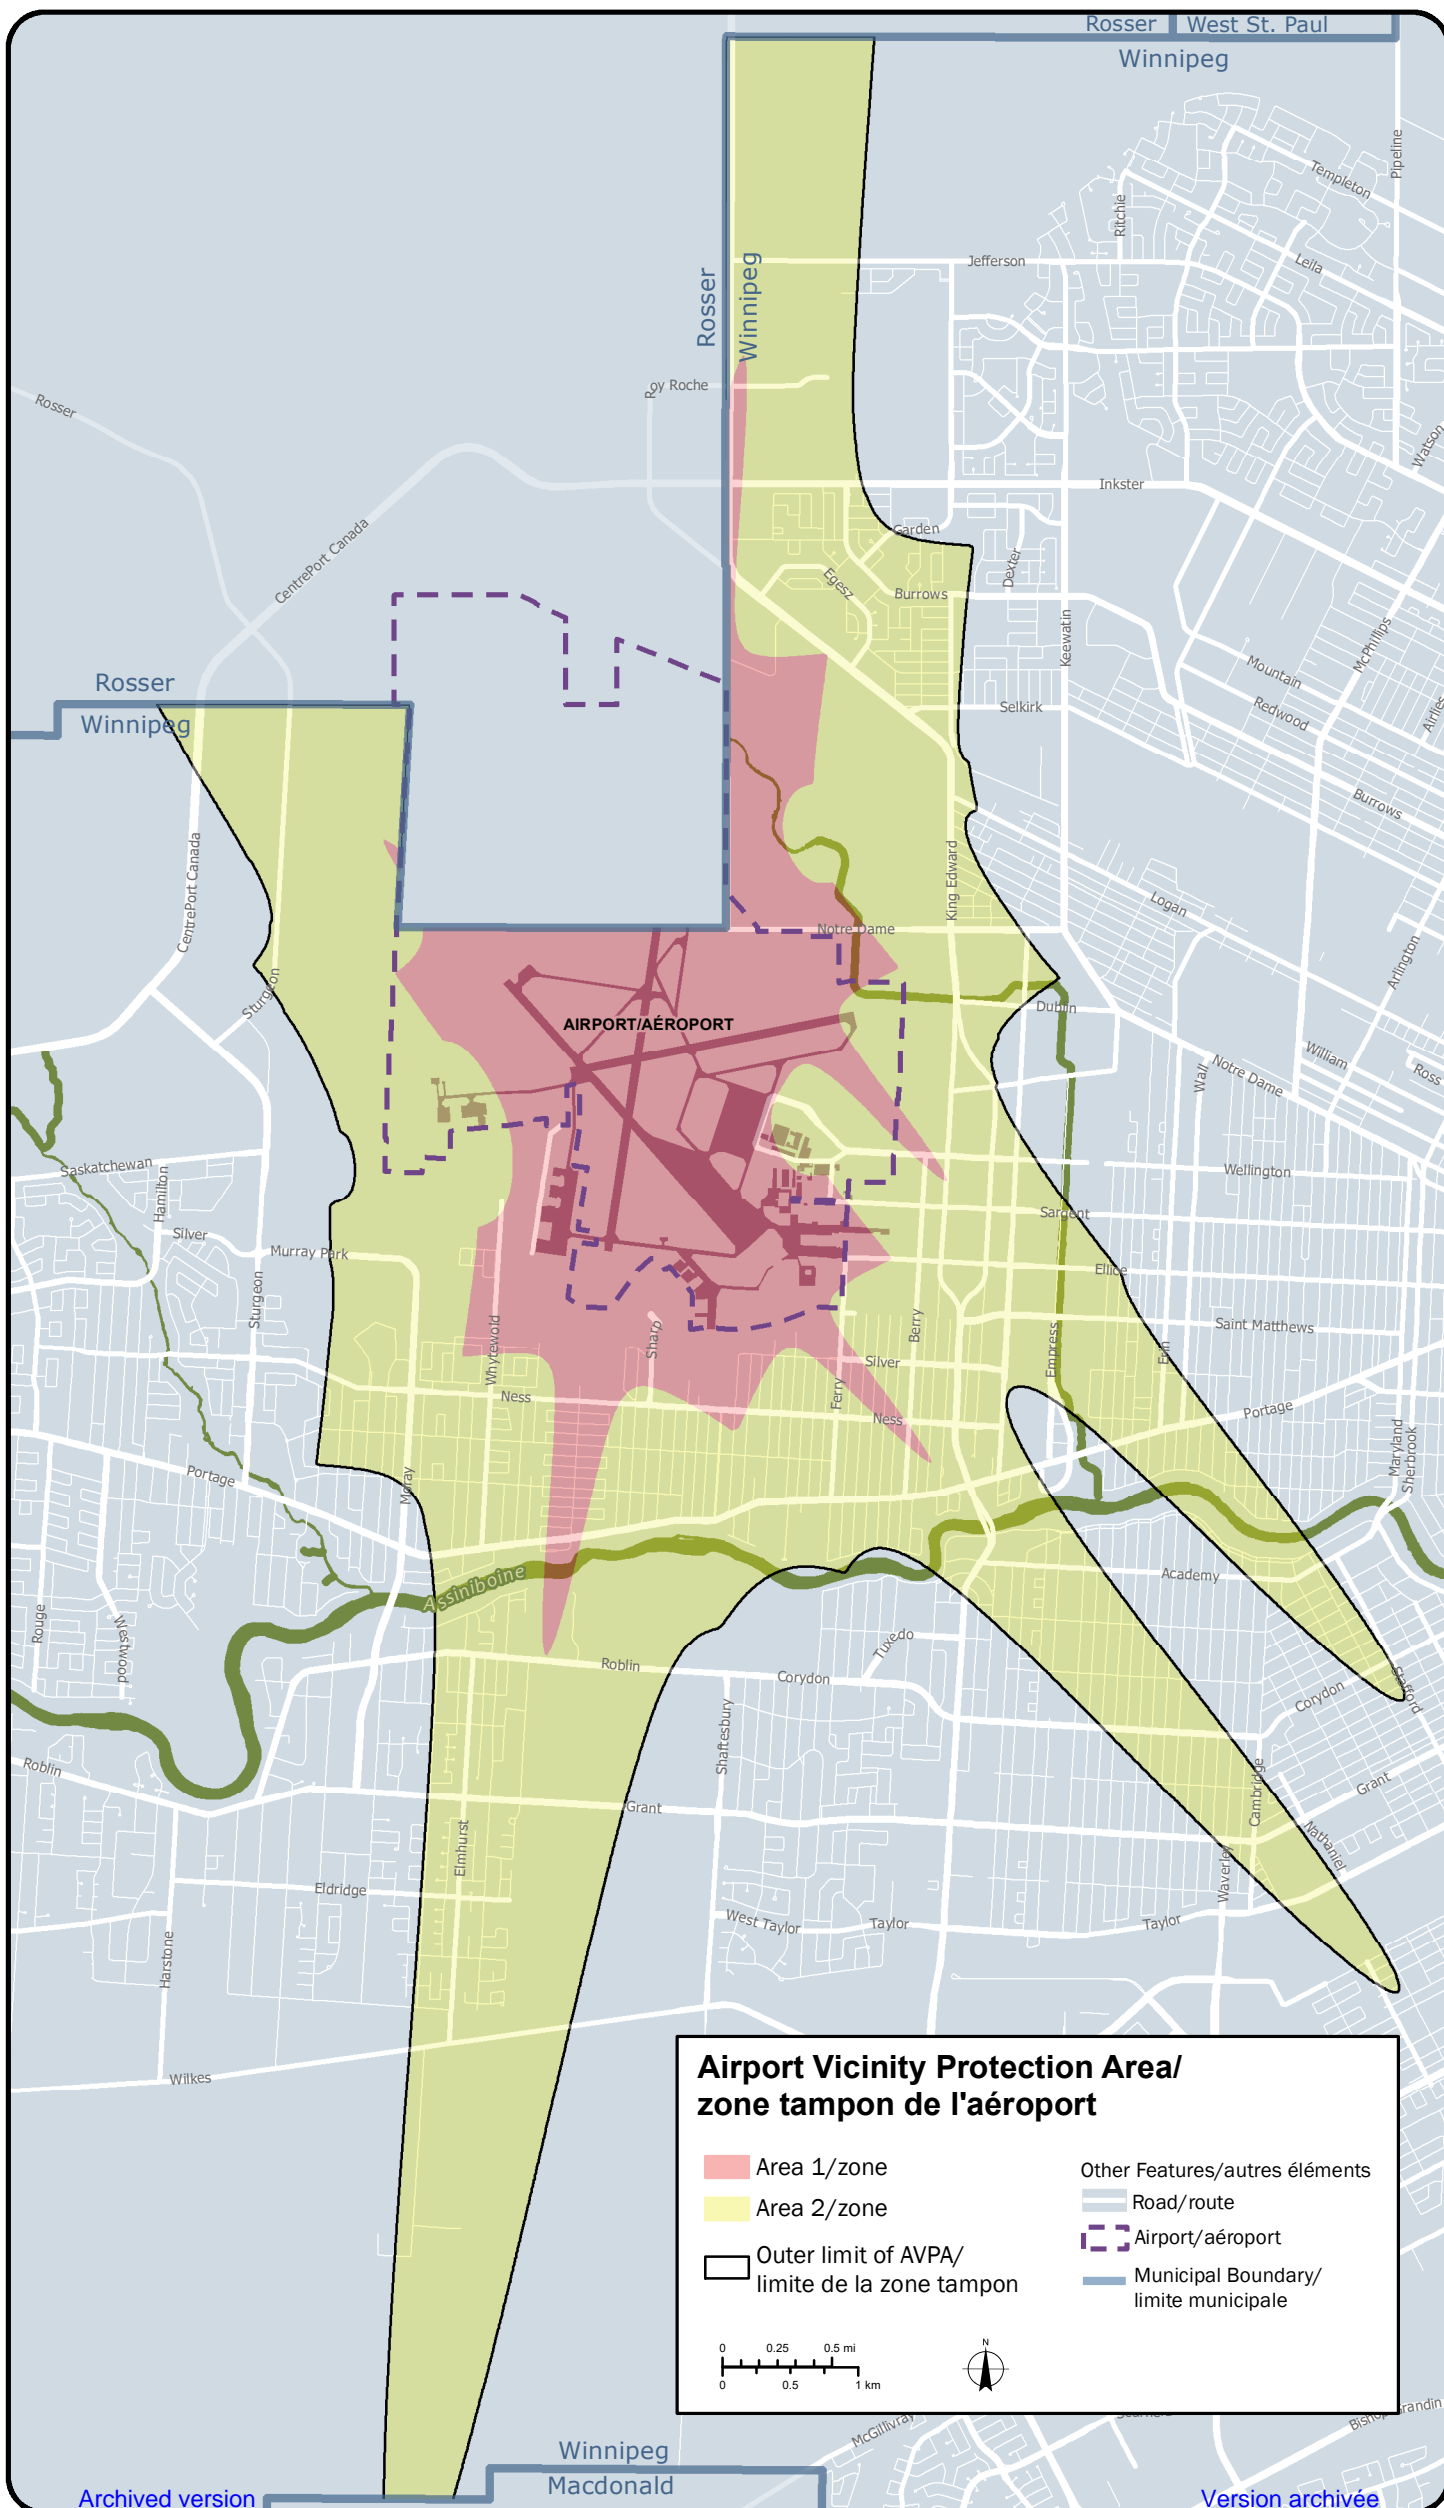 Rosser
West St. Paul
Winnipeg
Pipeline
Templeton
Ritchie
Leila
Jefferson
Rosser
Winnipeg
Roy Roche
Rosser
Watson
Inkster
CentrePort Canada
Garden
Dexter
Egesz
Burrows
Keewatin
McPhillips
Mountain
Redwood
Airlies
Selkirk
Rosser
Winnipeg
Burrows
CentrePort Canada
King Edward
Logan
Notre Dame
Arlington
Sturgeon
AIRPORT/AÉROPORT
Dublin
William
Ross
Notre Dame
Wall
Saskatchewan
Hamilton
Wellington
Silver
Murray Park
Sargent
Ellice
Sturgeon
Whytewold
Sharp
Berry
Saint Matthews
Empress
Erin
Silver
Ness
Ferry
Ness
Portage
Maryland
Sherbrook
Portage
Moray
Assiniboine
Academy
Rouge
Westwood
Tuxedo
Roblin
Corydon
Stafford
Corydon
Shaftesbury
Roblin
Grant
Cambridge
Grant
Nathaniel
Elmhurst
Waverley
Eldridge
West Taylor
Taylor
Taylor
Harstone
Wilkes
Airport Vicinity Protection Area/
zone tampon de l'aéroport
Area 1/zone
Area 2/zone
Outer limit of AVPA/
limite de la zone tampon
Other Features/autres éléments
Road/route
Airport/aéroport
Municipal Boundary/
limite municipale
0 0.25 0.5 mi
0 0.5 1 km
N
McGillivray
Winnipeg
Macdonald
Archived version
Version archivée